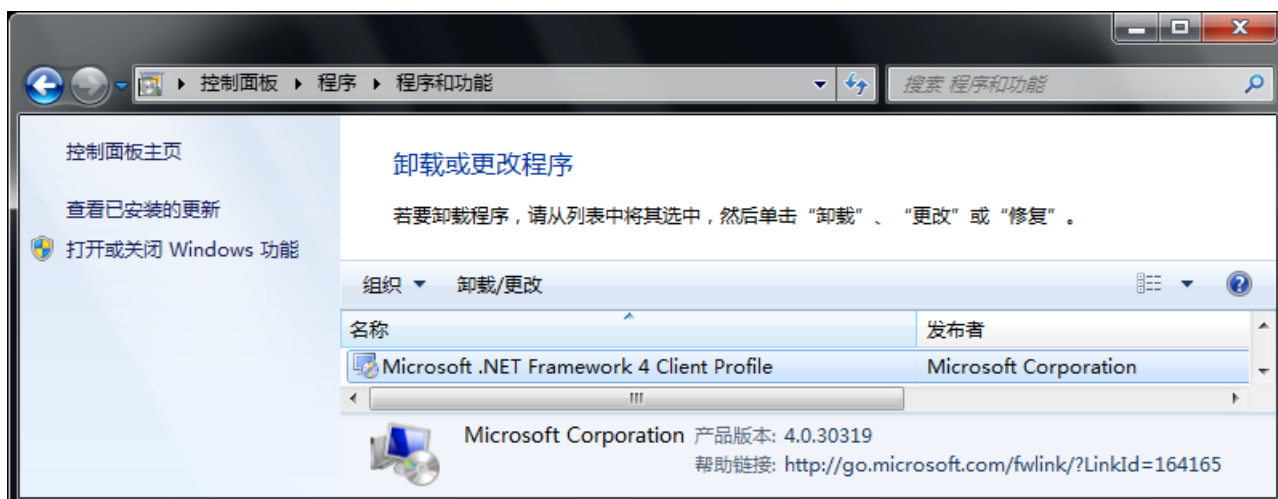 控制面板 程序 程序和功能 搜索 程序和功能
控制面板主页
查看已安装的更新
打开或关闭 Windows 功能
卸载或更改程序
若要卸载程序，请从列表中将其选中，然后单击“卸载”、“更改”或“修复”。
组织 卸载/更改
名称 发布者
Microsoft .NET Framework 4 Client Profile Microsoft Corporation
Microsoft Corporation 产品版本: 4.0.30319
帮助链接: http://go.microsoft.com/fwlink/?LinkId=164165